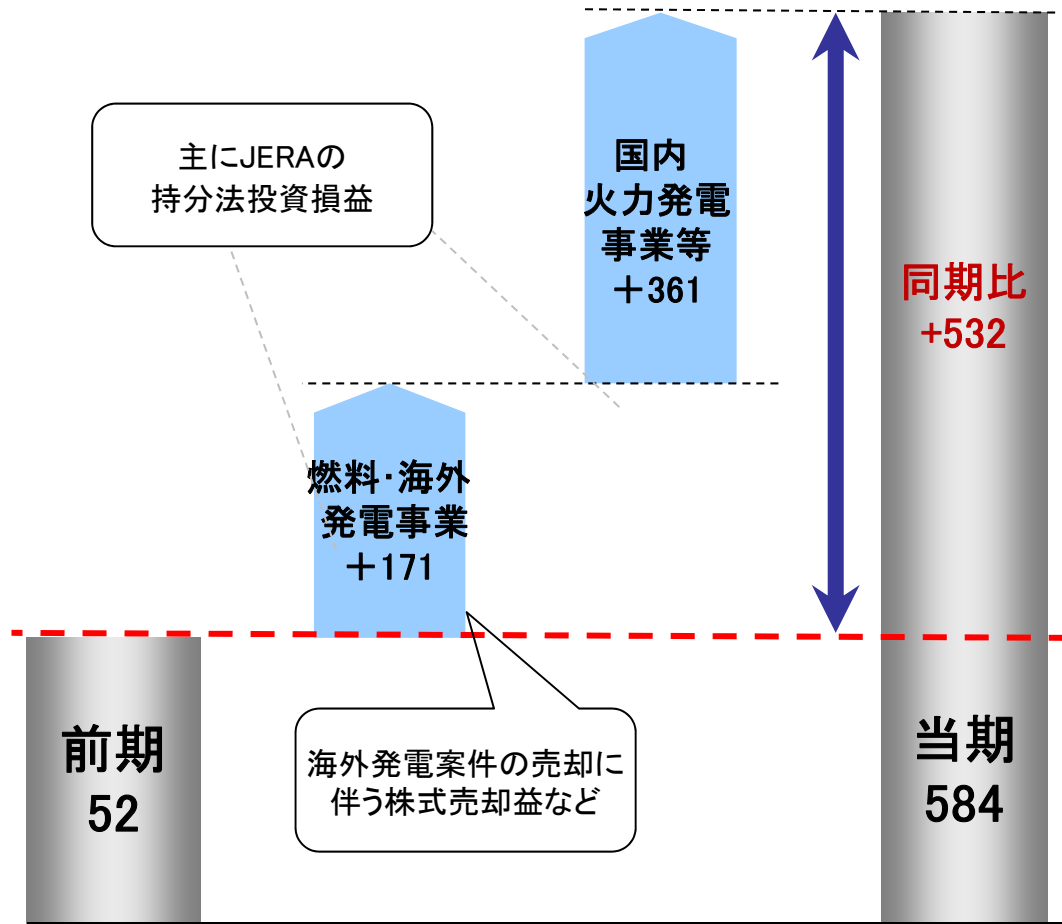 主にJERAの
持分法投資損益
国内
火力発電
事業等
＋361
同期比
+532
燃料・海外
発電事業
＋171
前期
52
海外発電案件の売却に
伴う株式売却益など
当期
584